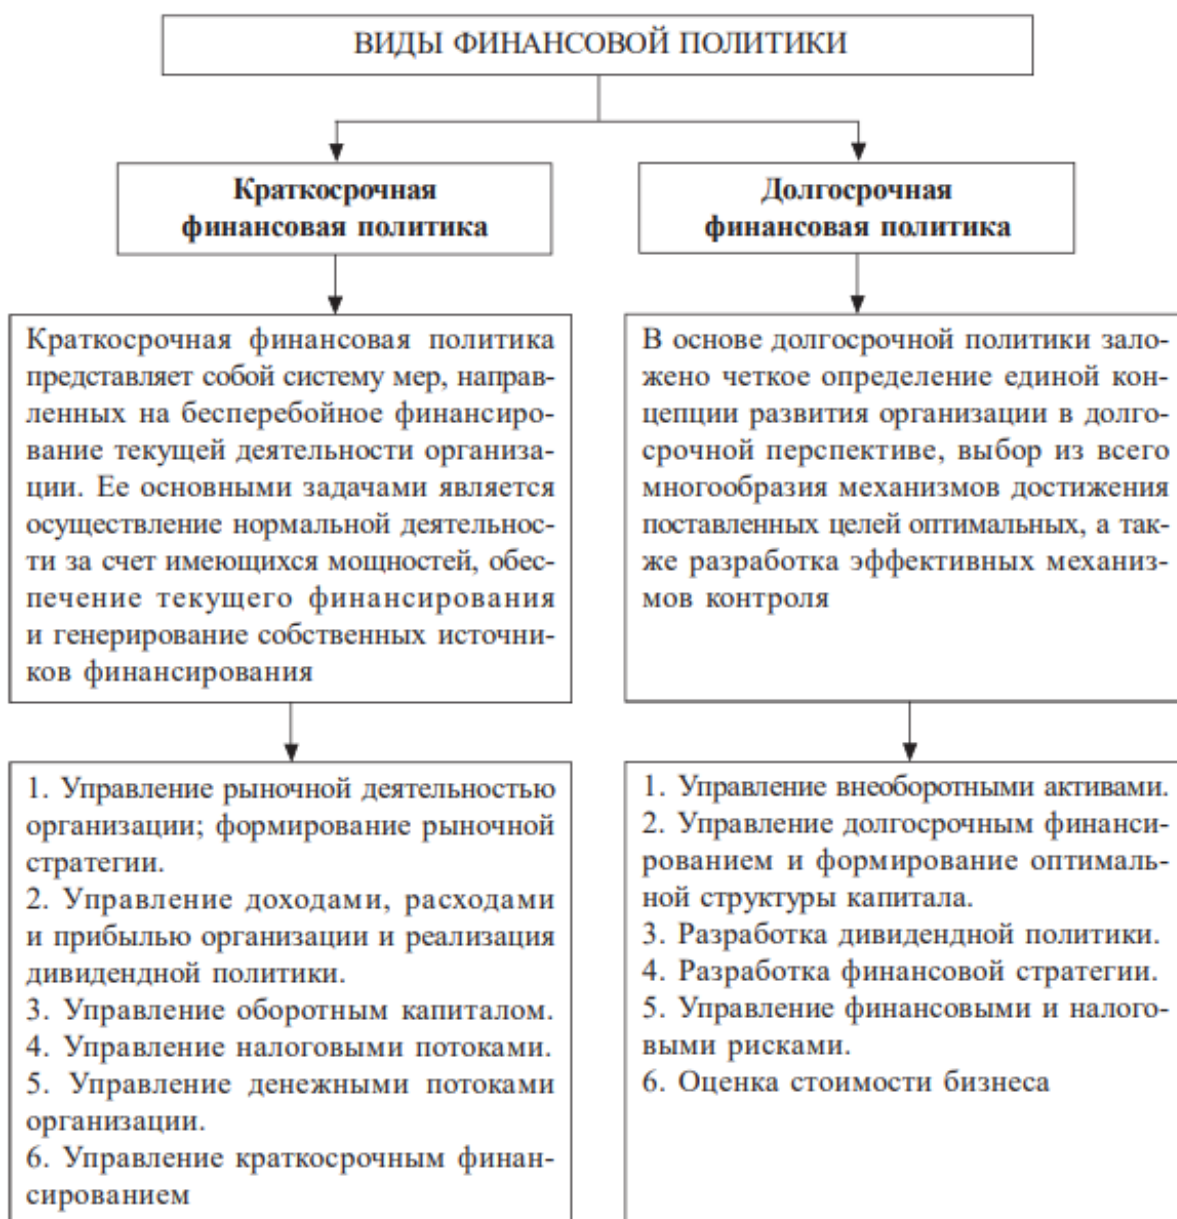 ВИДЫ ФИНАНСОВОЙ ПОЛИТИКИ
Краткосрочная
финансовая политика
Долгосрочная
финансовая политика
Краткосрочная финансовая политика
представляет собой систему мер, направ-
ленных на бесперебойное финансиро-
вание текущей деятельности организа-
ции. Ее основными задачами является
осуществление нормальной деятельнос-
ти за счет имеющихся мощностей, обес-
печение текущего финансирования
и генерирование собственных источни-
ков финансирования
В основе долгосрочной политики зало-
жено четкое определение единой кон-
цепции развития организации в долго-
срочной перспективе, выбор из всего
многообразия механизмов достижения
поставленных целей оптимальных, а так-
же разработка эффективных механиз-
мов контроля
1. Управление рыночной деятельностью
организации; формирование рыночной
стратегии.
2. Управление доходами, расходами
и прибылью организации и реализация
дивидендной политики.
3. Управление оборотным капиталом.
4. Управление налоговыми потоками.
5. Управление денежными потоками
организации.
6. Управление краткосрочным финан-
сированием
1. Управление внеоборотными активами.
2. Управление долгосрочным финанси-
рованием и формирование оптималь-
ной структуры капитала.
3. Разработка дивидендной политики.
4. Разработка финансовой стратегии.
5. Управление финансовыми и налого-
выми рисками.
6. Оценка стоимости бизнеса